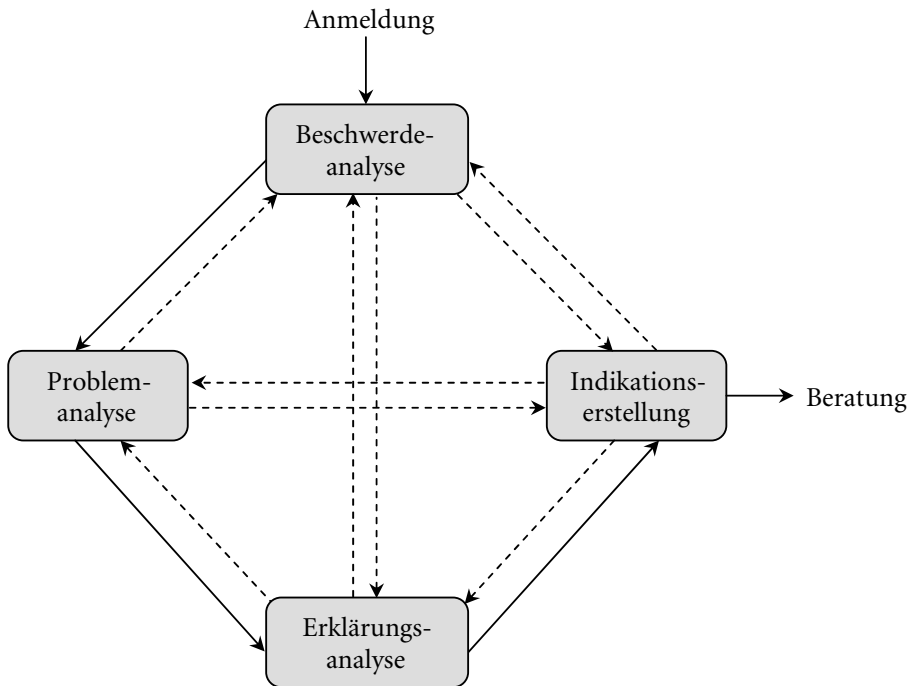 Anmeldung
Beschwerde-
analyse
Problem-
analyse
Indikations-
erstellung
Beratung
Erklärungs-
analyse